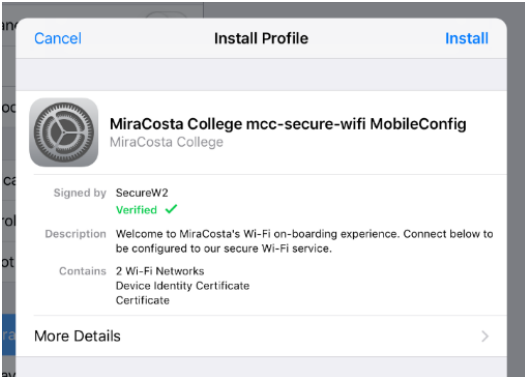 Cancel Install Profile Install
MiraCosta College mcc-secure-wifi MobileConfig
MiraCosta College
Signed by SecureW2
Verified ✓
Description Welcome to MiraCosta's Wi-Fi on-boarding experience. Connect below to
be configured to our secure Wi-Fi service.
Contains 2 Wi-Fi Networks
Device Identity Certificate
Certificate
More Details